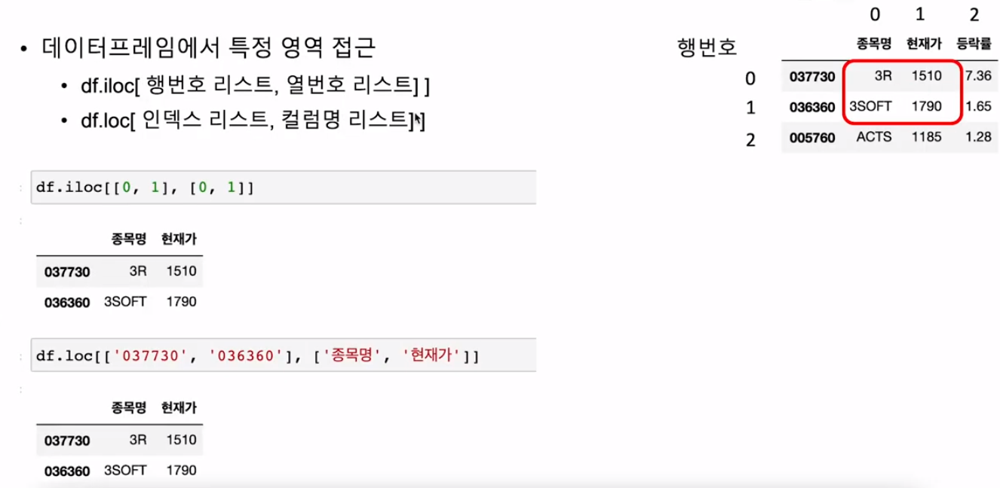 • 데이터프레임에서 특정 영역 접근
• df.iloc[ 행번호 리스트, 열번호 리스트] ]
• df.loc[ 인덱스 리스트, 컬럼명 리스트] ]
df.iloc[[0, 1], [0, 1]]
종목명 현재가
037730 3R 1510
036360 3SOFT 1790
df.loc[['037730', '036360'], ['종목명', '현재가']]
종목명 현재가
037730 3R 1510
036360 3SOFT 1790
0 1 2
행번호 종목명 현재가 등락률
0 037730 3R 1510 7.36
1 036360 3SOFT 1790 1.65
2 005760 ACTS 1185 1.28